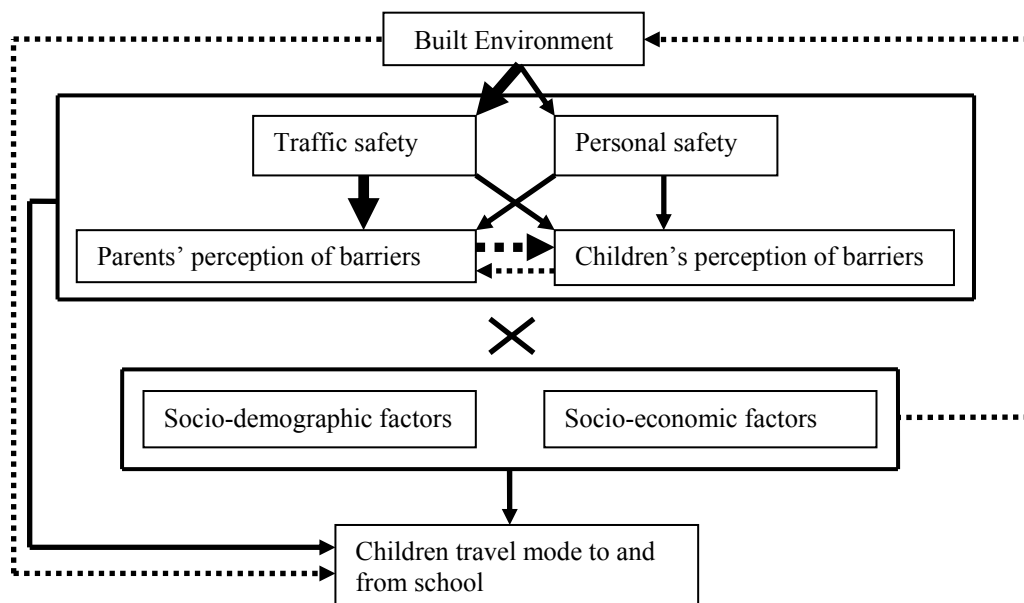 Built Environment
Traffic safety
Personal safety
Parents’ perception of barriers
Children’s perception of barriers
Socio-demographic factors
Socio-economic factors
Children travel mode to and
from school